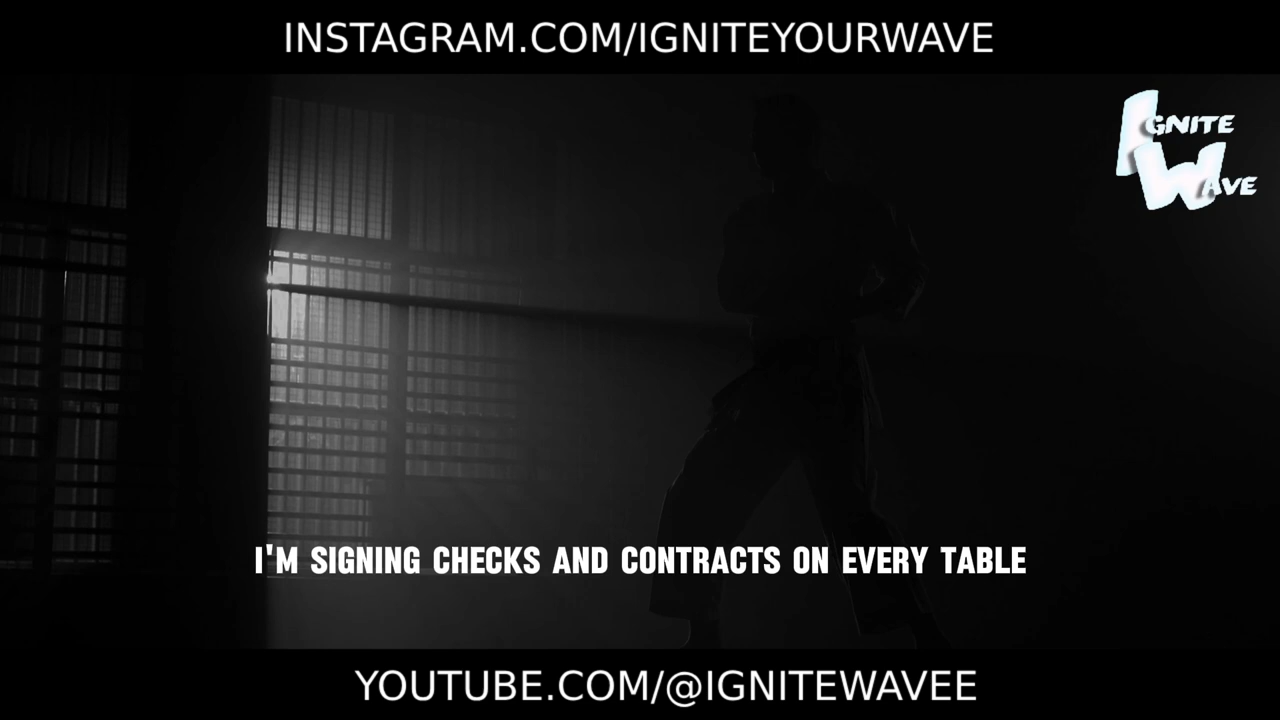 INSTAGRAM.COM/IGNITEYOURWAVE
IGNITE
WAVE
I'M SIGNING CHECKS AND CONTRACTS ON EVERY TABLE
YOUTUBE.COM/@IGNITEWAVEE